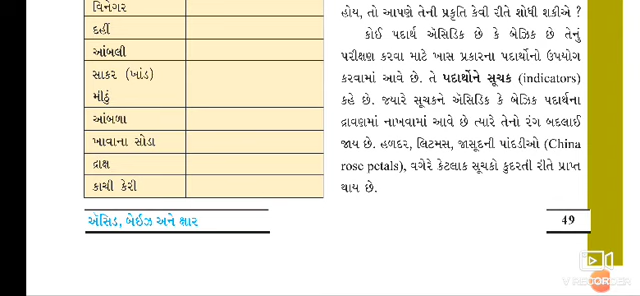 વિનેગર
દહીં
આંબલી
સાકર (ખાંડ)
મીઠું
આંબળા
ખાવાના સોડા
દ્રાક્ષ
કાચી કેરી
હોય, તો આપણે તેની પ્રકૃતિ કેવી રીતે શોધી શકીએ ?
કોઈ પદાર્થ ઍસિડિક છે કે બેઝિક છે તેનું
પરીક્ષણ કરવા માટે ખાસ પ્રકારના પદાર્થોનો ઉપયોગ
કરવામાં આવે છે. તે પદાર્થોને સૂચક (indicators)
કહે છે. જ્યારે સૂચકને ઍસિડિક કે બેઝિક પદાર્થના
દ્રાવણમાં નાખવામાં આવે છે ત્યારે તેનો રંગ બદલાઈ
જાય છે. હળદર, લિટમસ, જાસૂદની પાંદડીઓ (China
rose petals), વગેરે કેટલાક સૂચકો કુદરતી રીતે પ્રાપ્ત
થાય છે.
ઍસિડ, બેઇઝ અને ક્ષાર
49
V RECORDER